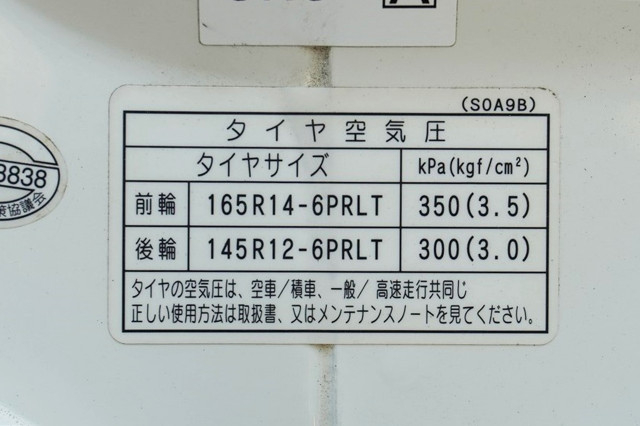 (S0A9B)
タイヤ空気圧
タイヤサイズ kPa(kgf/cm²)
前輪 165R14-6PRLT 350(3.5)
後輪 145R12-6PRLT 300(3.0)
タイヤの空気圧は、空車/積車、一般/高速走行共同じ
正しい使用方法は取扱書、又はメンテナンスノートを見てください。
3838
協議会